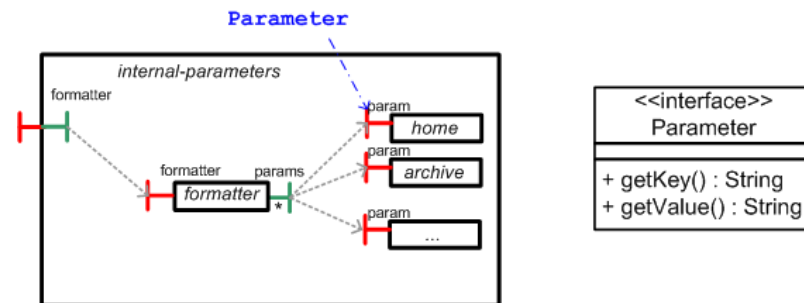 Parameter
internal-parameters
formatter
param
home
param
archive
formatter
params
formatter
*
param
...
<<interface>>
Parameter
+ getKey() : String
+ getValue() : String